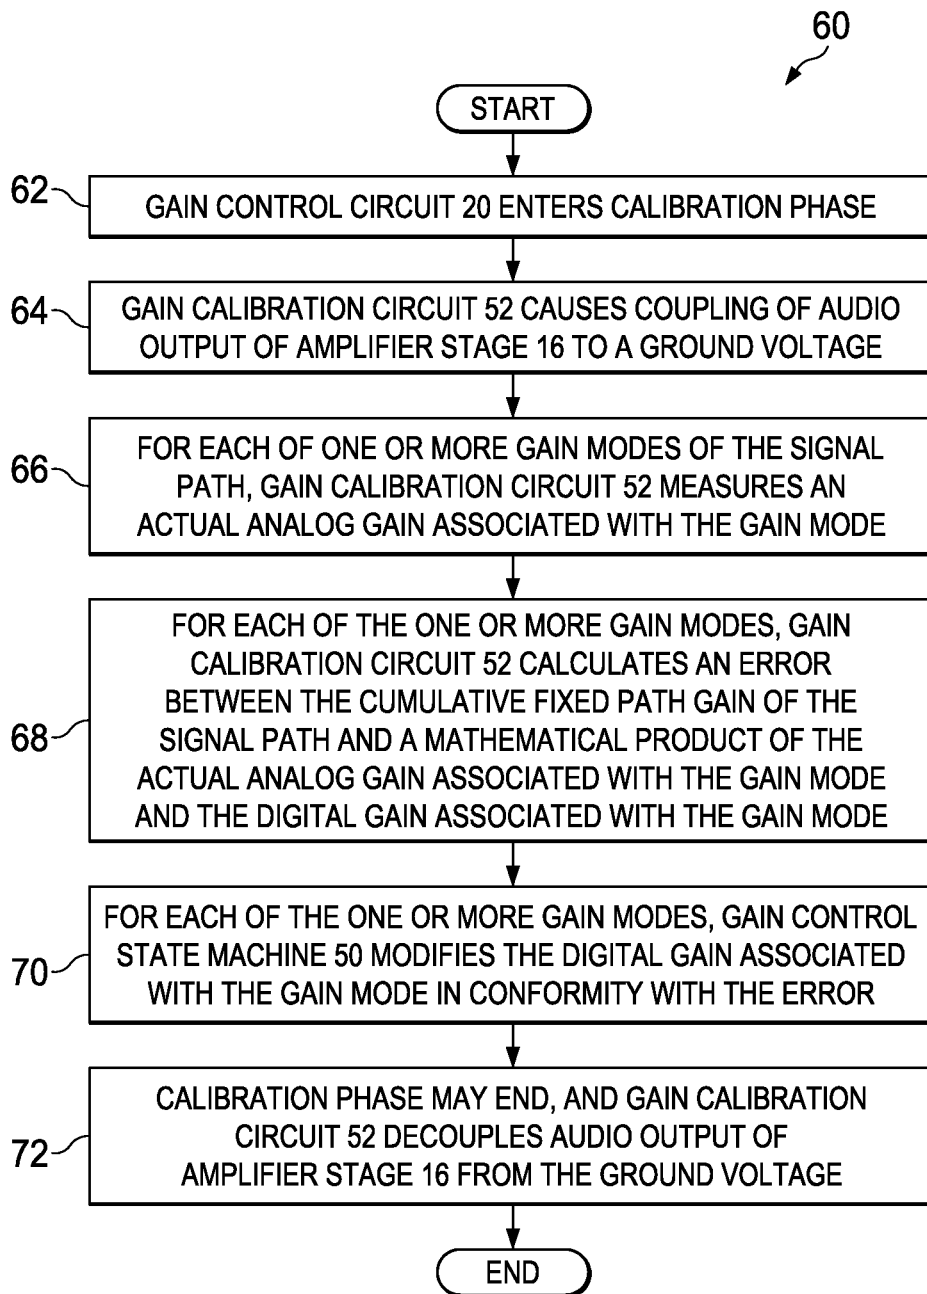 60
START
62
GAIN CONTROL CIRCUIT 20 ENTERS CALIBRATION PHASE
64
GAIN CALIBRATION CIRCUIT 52 CAUSES COUPLING OF AUDIO
OUTPUT OF AMPLIFIER STAGE 16 TO A GROUND VOLTAGE
66
FOR EACH OF ONE OR MORE GAIN MODES OF THE SIGNAL
PATH, GAIN CALIBRATION CIRCUIT 52 MEASURES AN
ACTUAL ANALOG GAIN ASSOCIATED WITH THE GAIN MODE
68
FOR EACH OF THE ONE OR MORE GAIN MODES, GAIN
CALIBRATION CIRCUIT 52 CALCULATES AN ERROR
BETWEEN THE CUMULATIVE FIXED PATH GAIN OF THE
SIGNAL PATH AND A MATHEMATICAL PRODUCT OF THE
ACTUAL ANALOG GAIN ASSOCIATED WITH THE GAIN MODE
AND THE DIGITAL GAIN ASSOCIATED WITH THE GAIN MODE
70
FOR EACH OF THE ONE OR MORE GAIN MODES, GAIN CONTROL
STATE MACHINE 50 MODIFIES THE DIGITAL GAIN ASSOCIATED
WITH THE GAIN MODE IN CONFORMITY WITH THE ERROR
72
CALIBRATION PHASE MAY END, AND GAIN CALIBRATION
CIRCUIT 52 DECOUPLES AUDIO OUTPUT OF
AMPLIFIER STAGE 16 FROM THE GROUND VOLTAGE
END